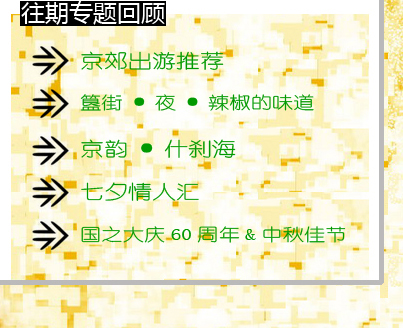 往期专题回顾
京郊出游推荐
簋街 • 夜 • 辣椒的味道
京韵 • 什刹海
七夕情人汇
国之大庆 60 周年 & 中秋佳节